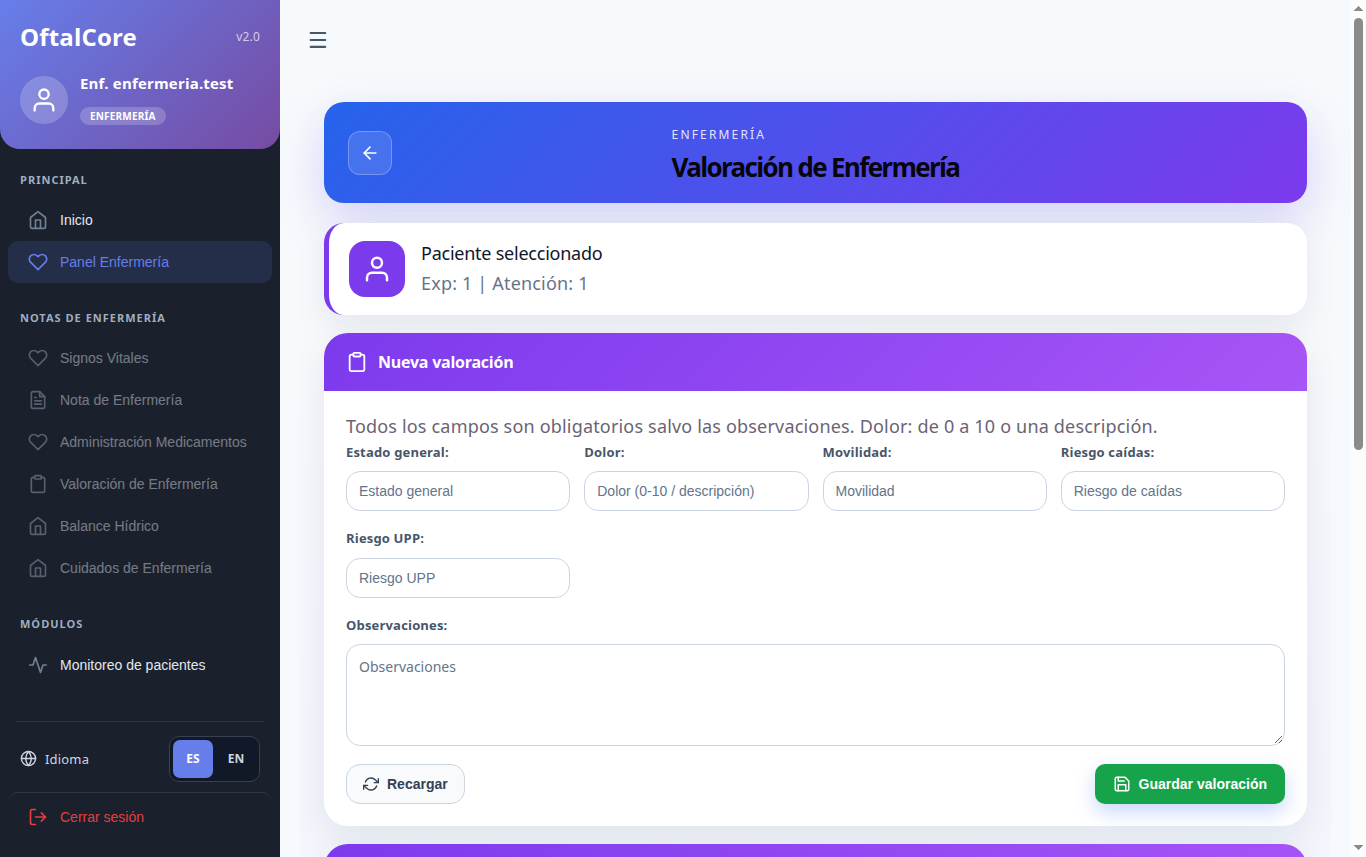 OftalCore
v2.0
Enf. enfermeria.test
ENFERMERÍA
PRINCIPAL
Inicio
Panel Enfermería
NOTAS DE ENFERMERÍA
Signos Vitales
Nota de Enfermería
Administración Medicamentos
Valoración de Enfermería
Balance Hídrico
Cuidados de Enfermería
MÓDULOS
Monitoreo de pacientes
Idioma
ES EN
Cerrar sesión
ENFERMERÍA
Valoración de Enfermería
Paciente seleccionado
Exp: 1 | Atención: 1
Nueva valoración
Todos los campos son obligatorios salvo las observaciones. Dolor: de 0 a 10 o una descripción.
Estado general: Dolor: Movilidad: Riesgo caídas:
Estado general Dolor (0-10 / descripción) Movilidad Riesgo de caídas
Riesgo UPP:
Riesgo UPP
Observaciones:
Observaciones
Recargar Guardar valoración